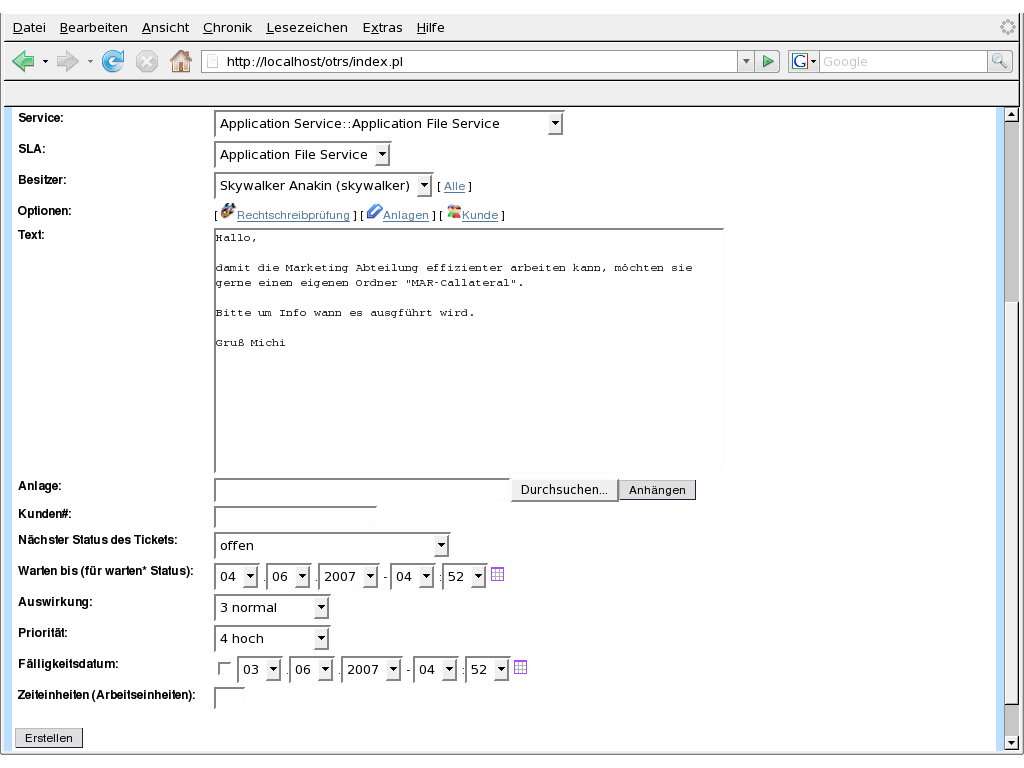 Datei Bearbeiten Ansicht Chronik Lesezeichen Extras Hilfe
http://localhost/otrs/index.pl G Google
Service: Application Service::Application File Service
SLA: Application File Service
Besitzer: Skywalker Anakin (skywalker) [ Alle ]
Optionen: [ Rechtschreibprüfung ] [ Anlagen ] [ Kunde ]
Text: Hallo,
damit die Marketing Abteilung effizienter arbeiten kann, möchten sie
gerne einen eigenen Ordner "MAR-Callateral".
Bitte um Info wann es ausgführt wird.
Gruß Michi
Anlage: Durchsuchen... Anhängen
Kunden#:
Nächster Status des Tickets: offen
Warten bis (für warten* Status): 04 . 06 . 2007 - 04 : 52
Auswirkung: 3 normal
Priorität: 4 hoch
Fälligkeitsdatum: 03 . 06 . 2007 - 04 : 52
Zeiteinheiten (Arbeitseinheiten):
Erstellen